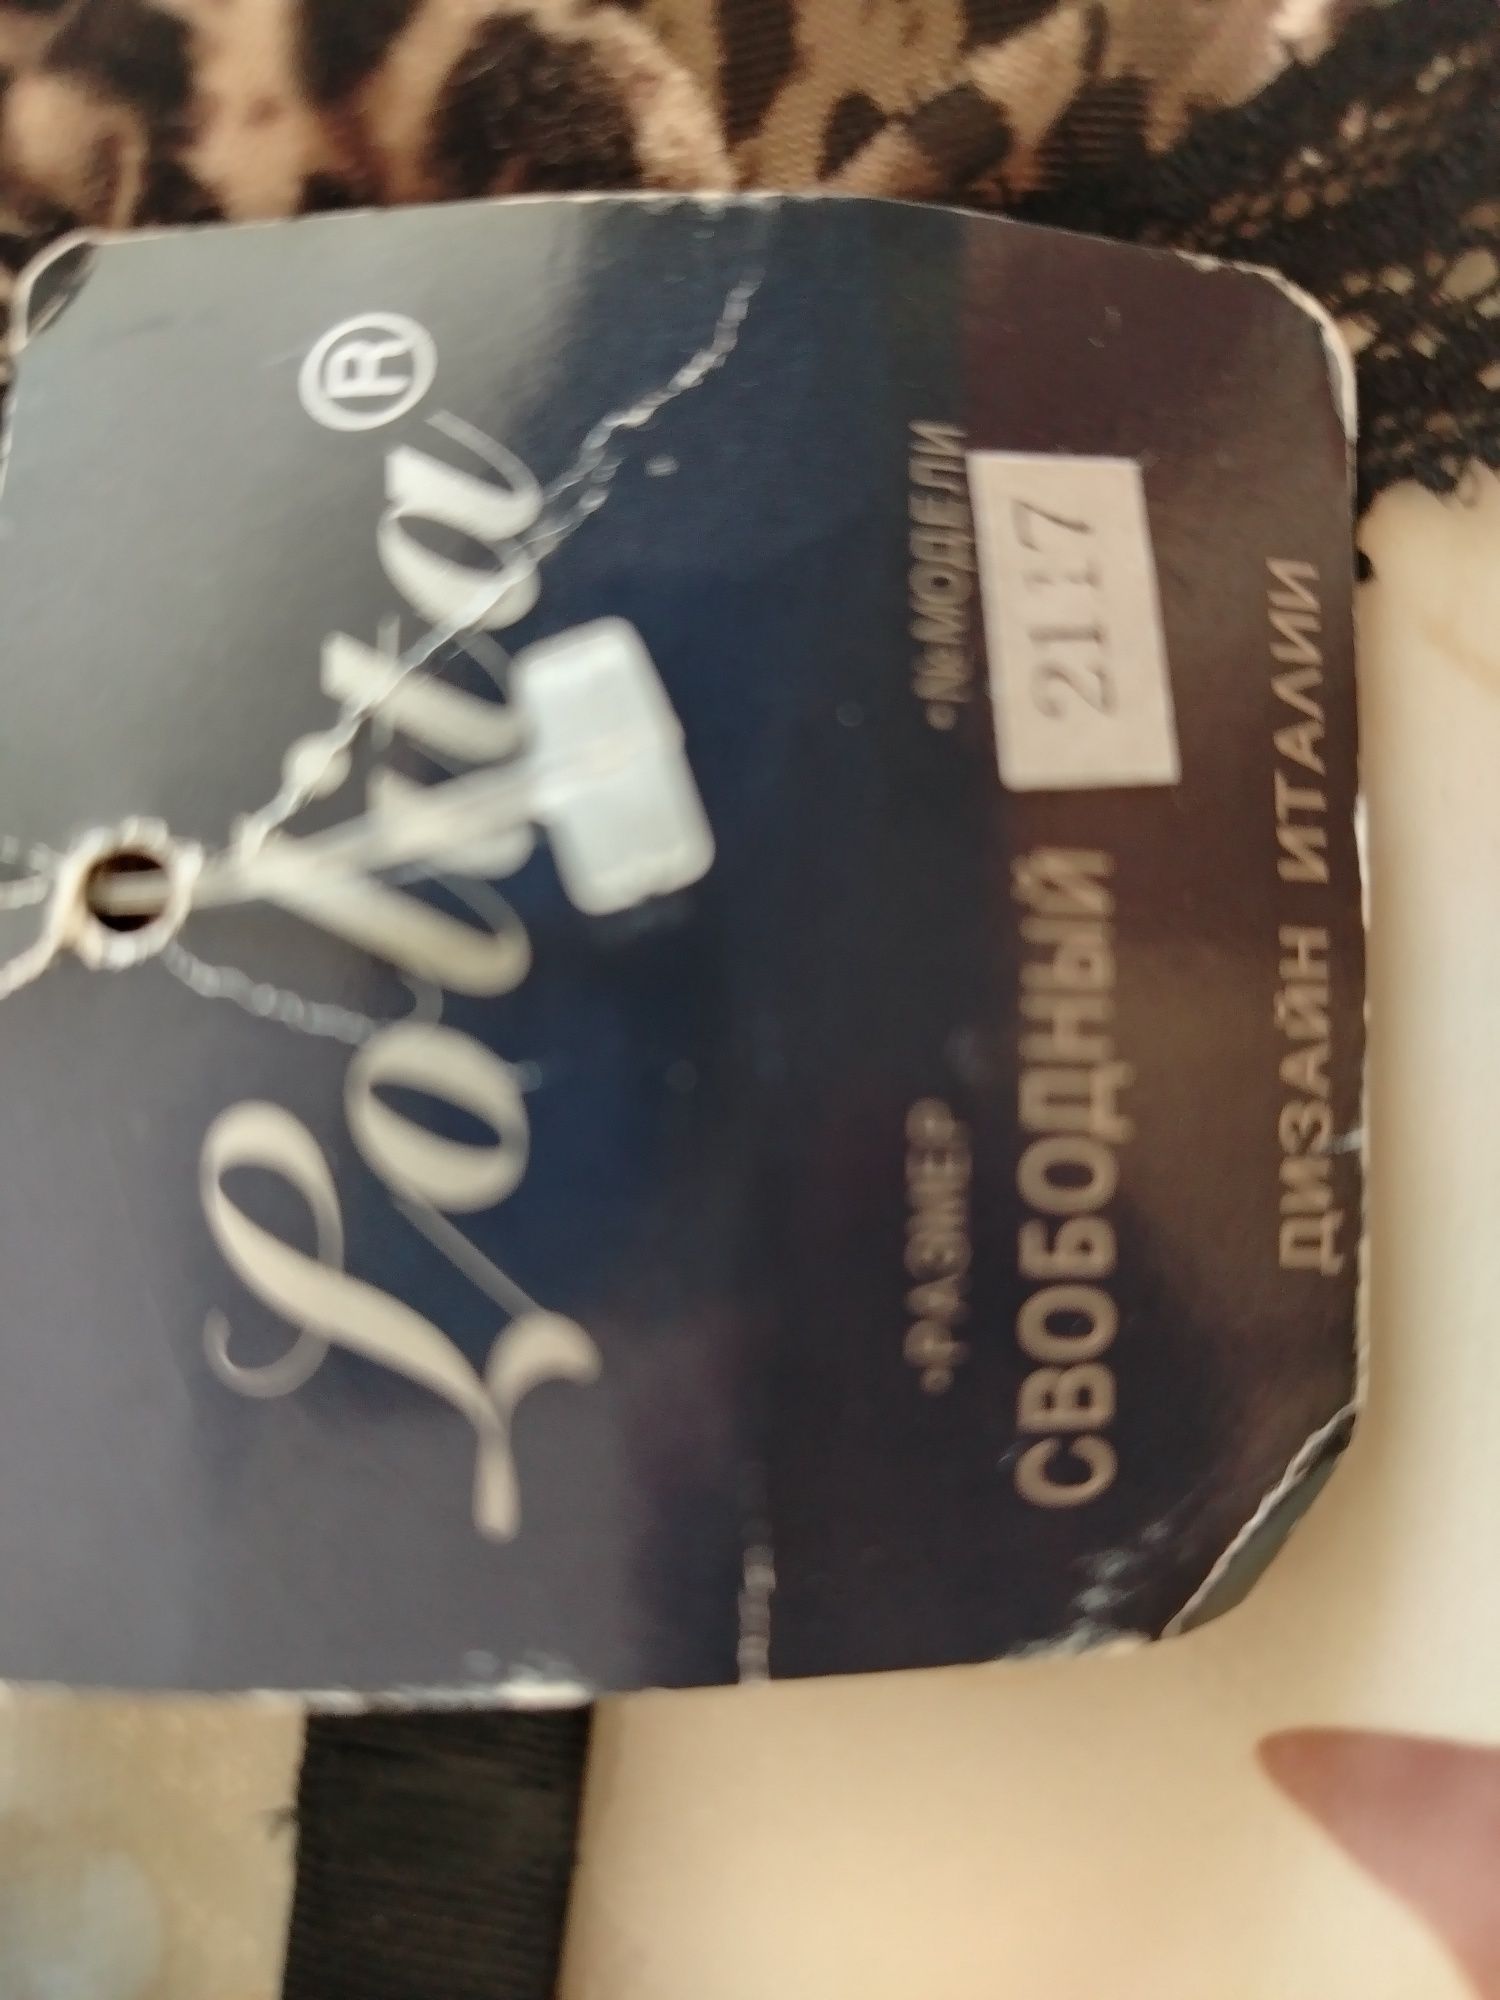 Lolita®
•РАЗМЕР •№ МОДЕЛИ
СВОБОДНЫЙ 2117
ДИЗАЙН ИТАЛИИ